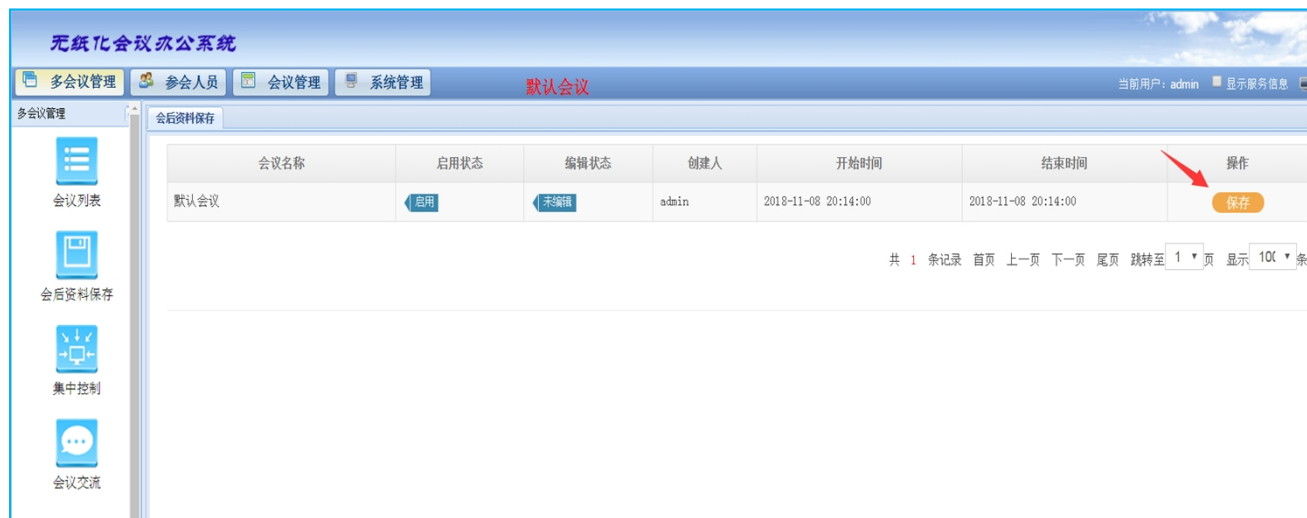 无纸化会议办公系统
多会议管理 参会人员 会议管理 系统管理 默认会议 当前用户：admin 显示服务信息
多会议管理 会后资料保存
会议名称 启用状态 编辑状态 创建人 开始时间 结束时间 操作
默认会议 启用 未编辑 admin 2018-11-08 20:14:00 2018-11-08 20:14:00 保存
共 1 条记录 首页 上一页 下一页 尾页 跳转至 1 页 显示 100 条
会议列表
会后资料保存
集中控制
会议交流